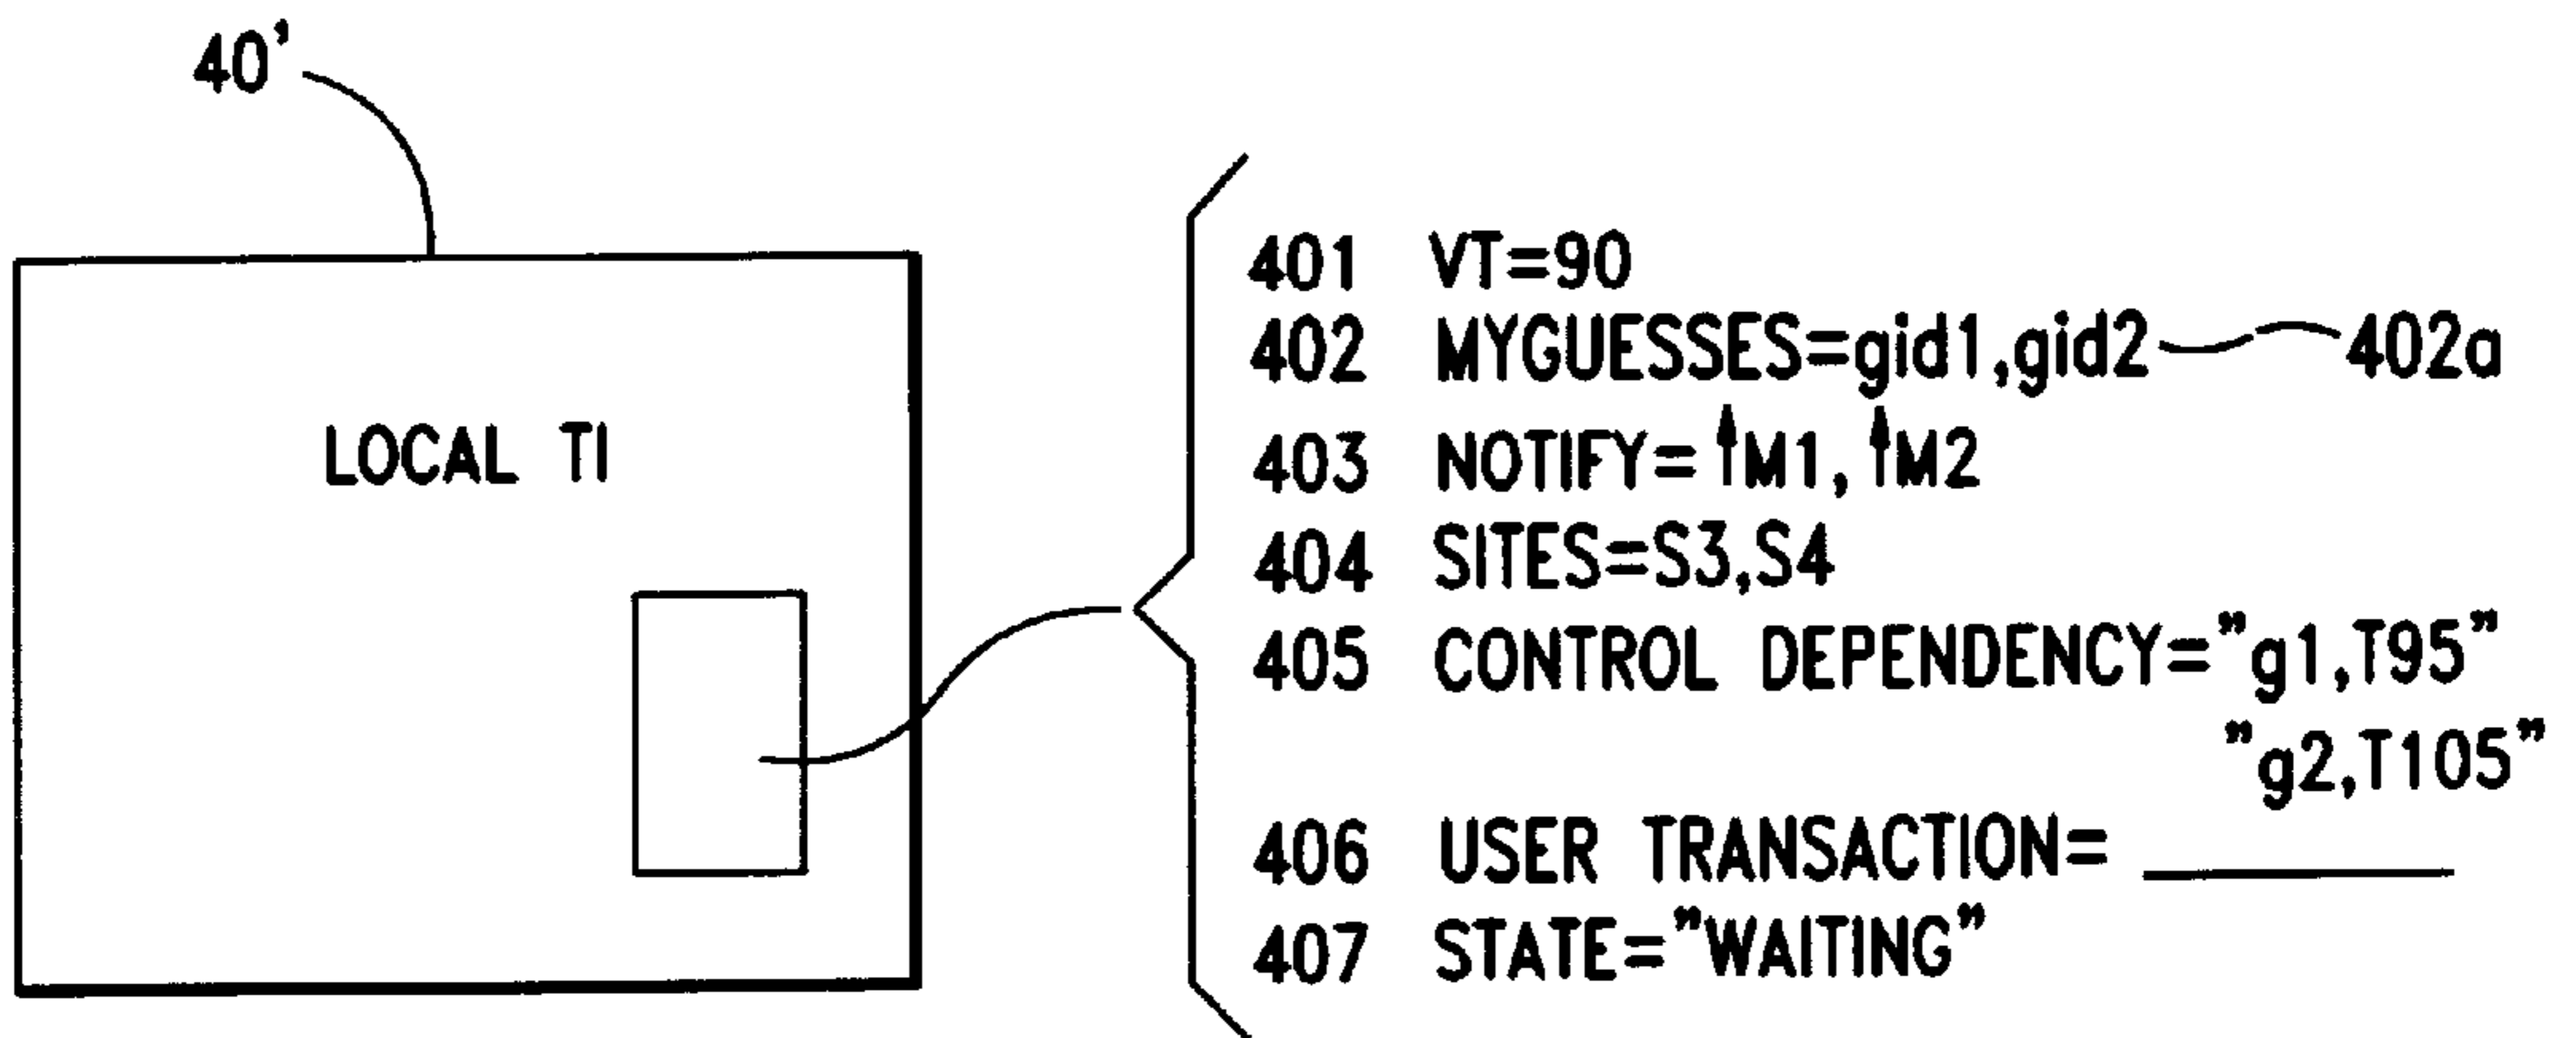 40'
LOCAL TI
401 VT=90
402 MYGUESSES=gid1,gid2 402a
403 NOTIFY= ↑M1, ↑M2
404 SITES=S3,S4
405 CONTROL DEPENDENCY="g1,T95"
"g2,T105"
406 USER TRANSACTION= ________
407 STATE="WAITING"